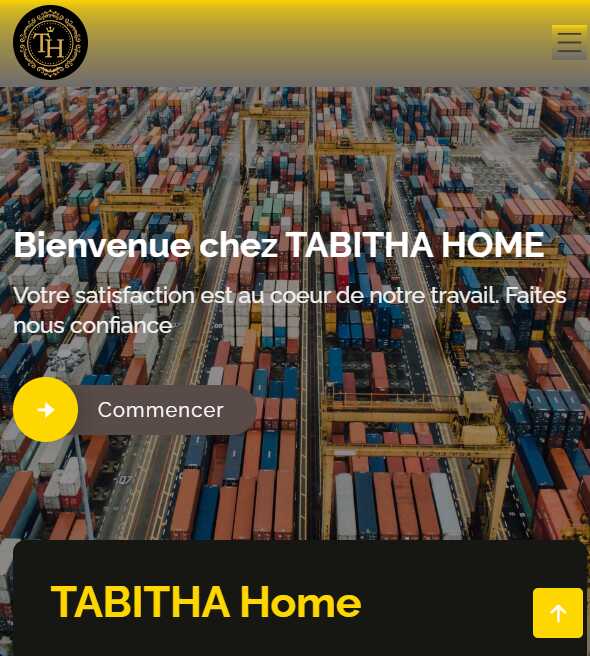 TH
Bienvenue chez TABITHA HOME
Votre satisfaction est au coeur de notre travail. Faites
nous confiance
Commencer
TABITHA Home